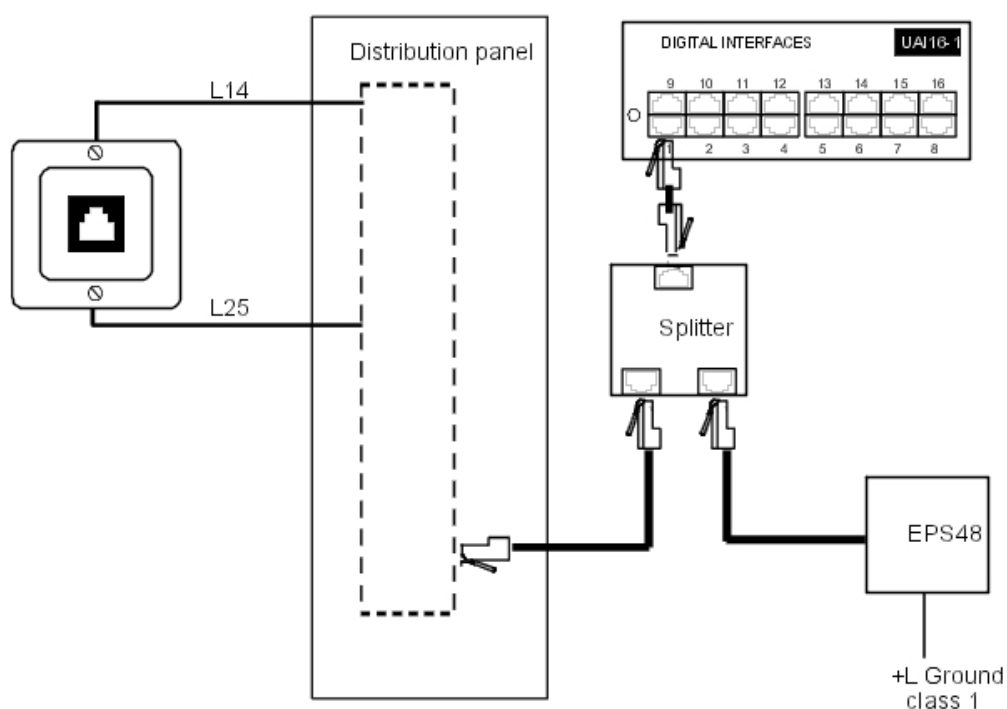 Distribution panel
DIGITAL INTERFACES
UAI16-1
9 10 11 12 13 14 15 16
1 2 3 4 5 6 7 8
L14
L25
Splitter
EPS48
+L Ground
class 1